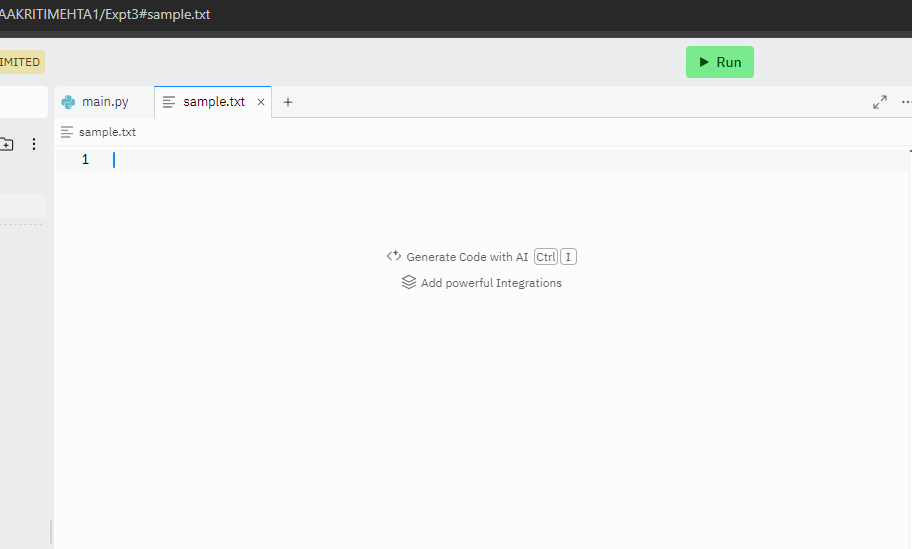 AAKRITIMEHTA1/Expt3#sample.txt
IMITED
Run
main.py
sample.txt × +
sample.txt
1
Generate Code with AI Ctrl I
Add powerful Integrations